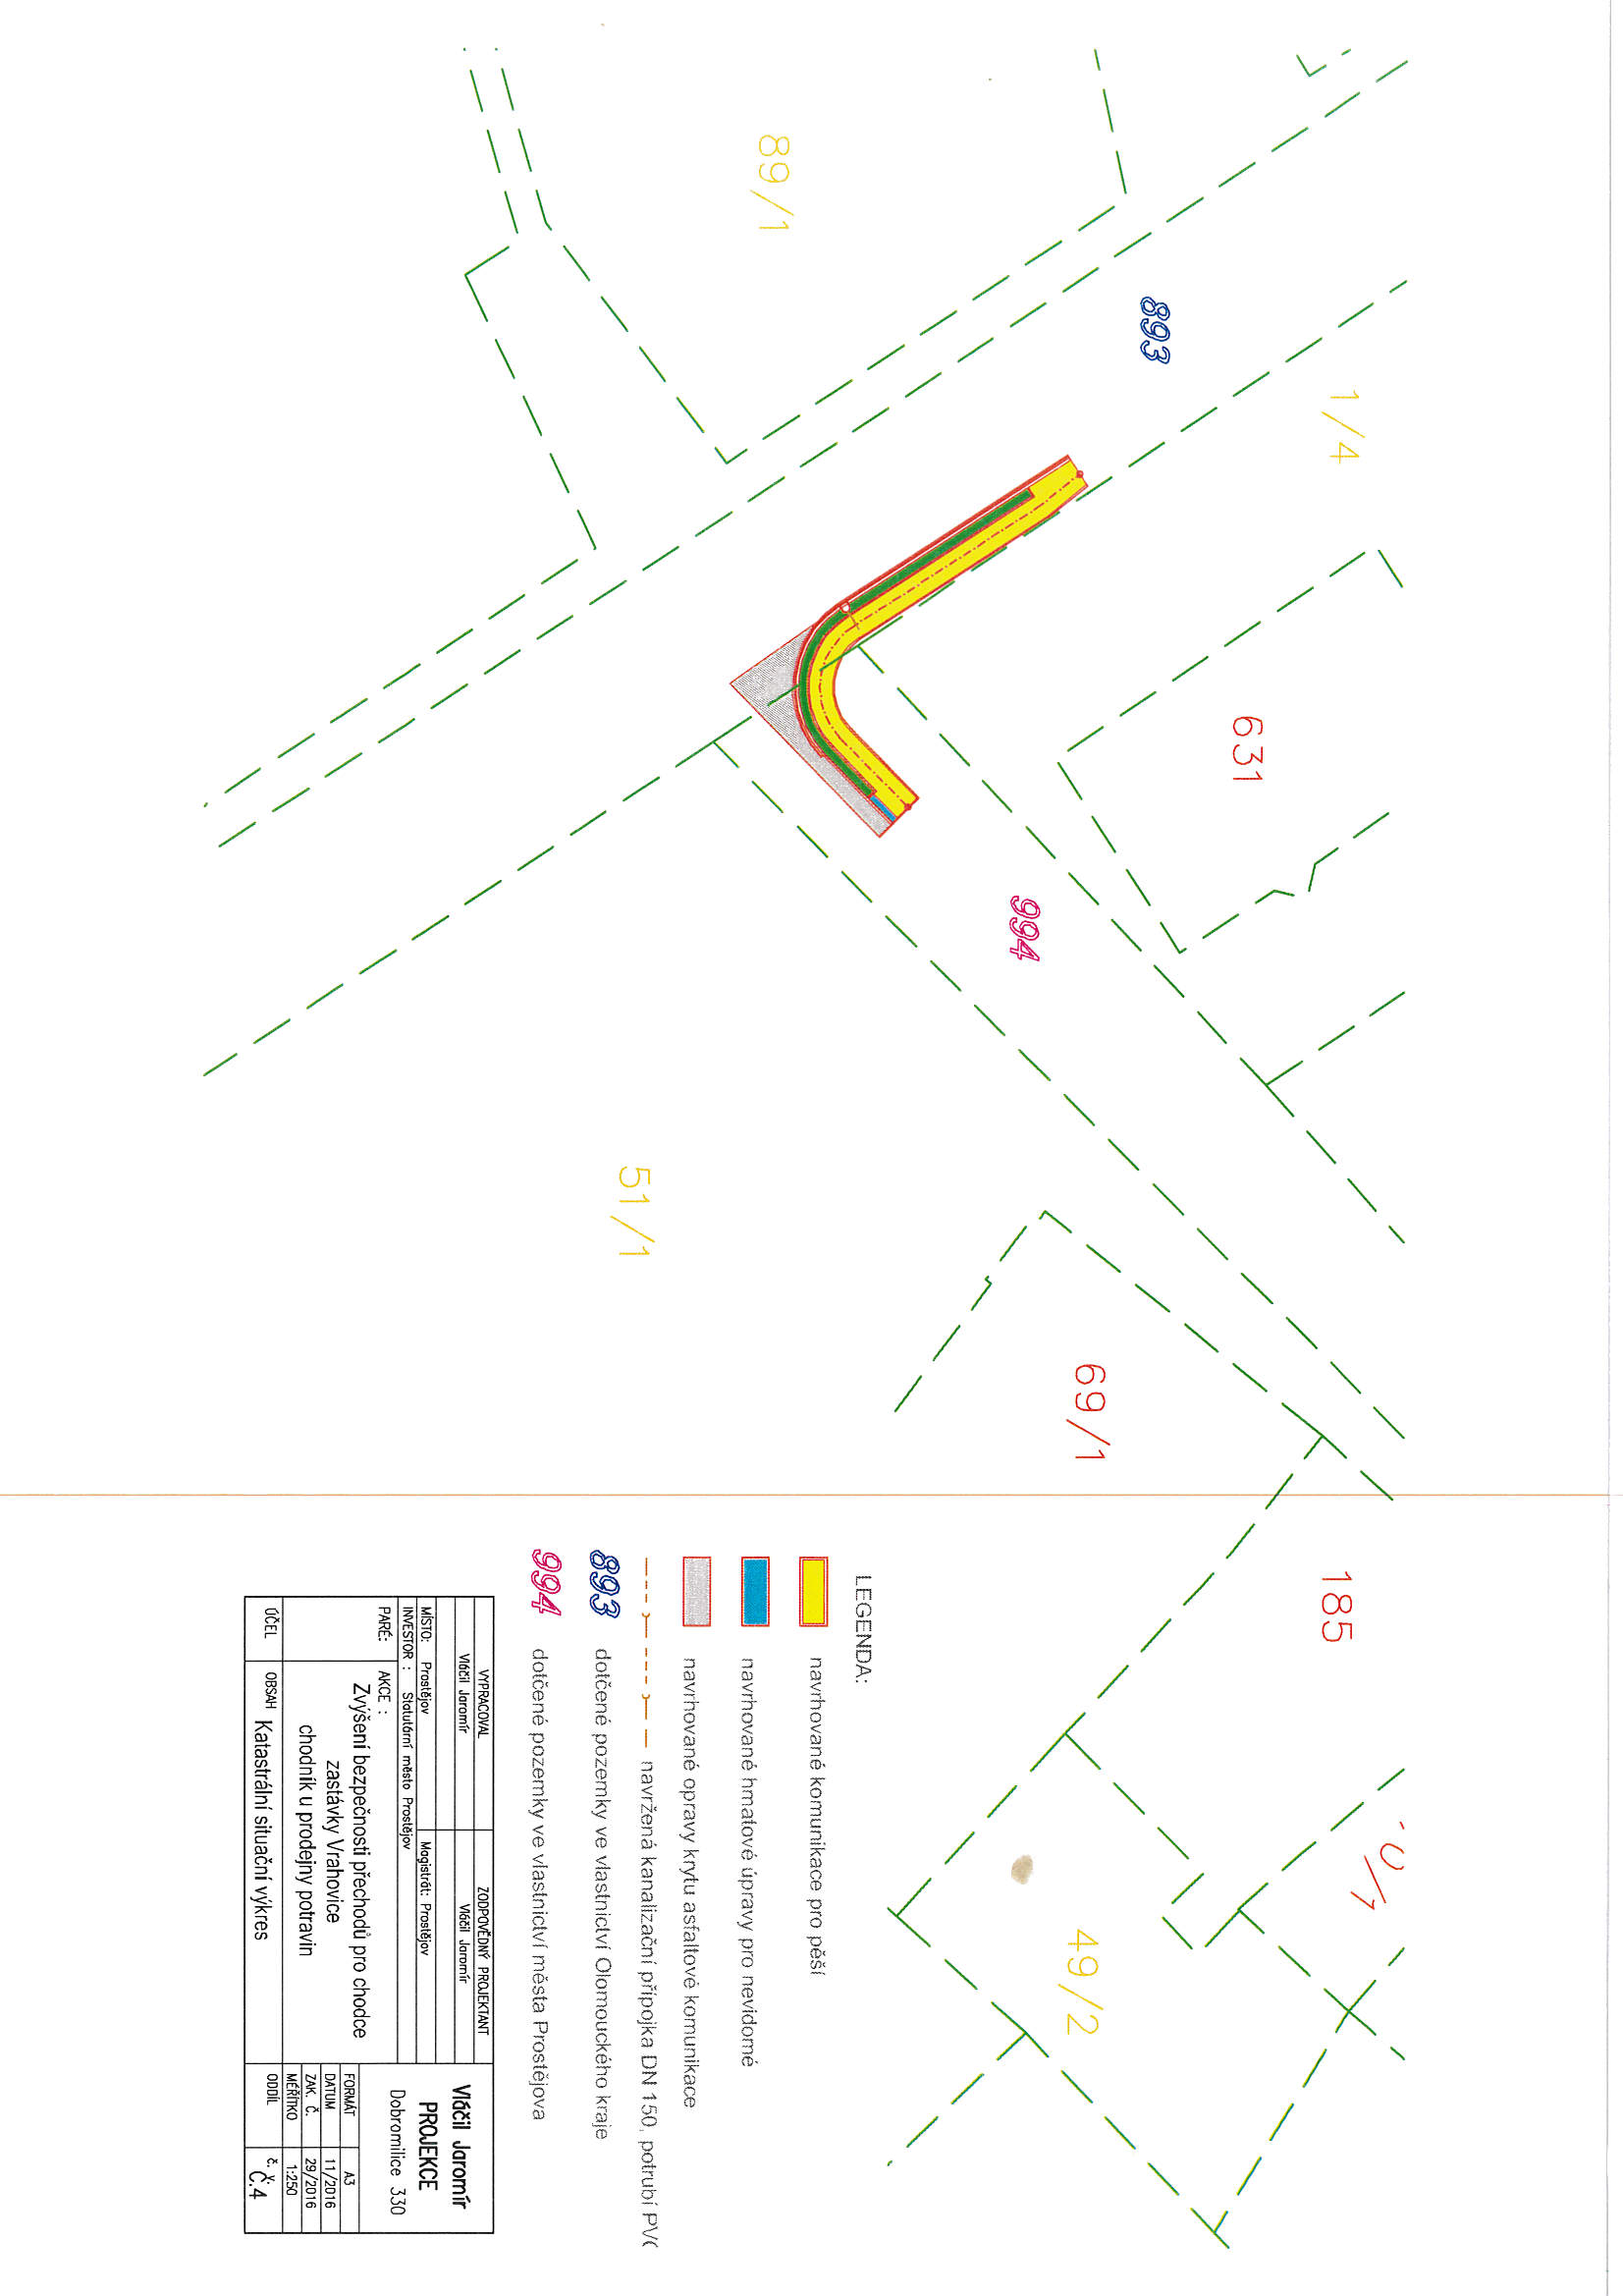 89/1
893
1/4
631
994
51/1
69/1
185
49/2
LEGENDA:
navrhované komunikace pro pěší
navrhované hmatové úpravy pro nevidomé
navrhované opravy krytu asfaltové komunikace
navržená kanalizační přípojka DN 150, potrubí PV
893 dotčené pozemky ve vlastnictví Olomouckého kraje
994 dotčené pozemky ve vlastnictví města Prostějova
VYPRACOVAL ZODPOVĚDNÝ PROJEKTANT
Vláčil Jaromír Vláčil Jaromír
MÍSTO: Prostějov Magistrát: Prostějov
INVESTOR : Statutární město Prostějov
Vláčil Jaromír
PROJEKCE
Dobromilice 330
PARÉ: AKCE :
Zvýšení bezpečnosti přechodů pro chodce
zastávky Vrahovice
chodník u prodejny potravin
FORMÁT A3
DATUM 11/2016
ZAK. Č. 29/2016
MĚŘÍTKO 1:250
ÚČEL OBSAH Katastrální situační výkres
ODDÍL č. v.
C.4